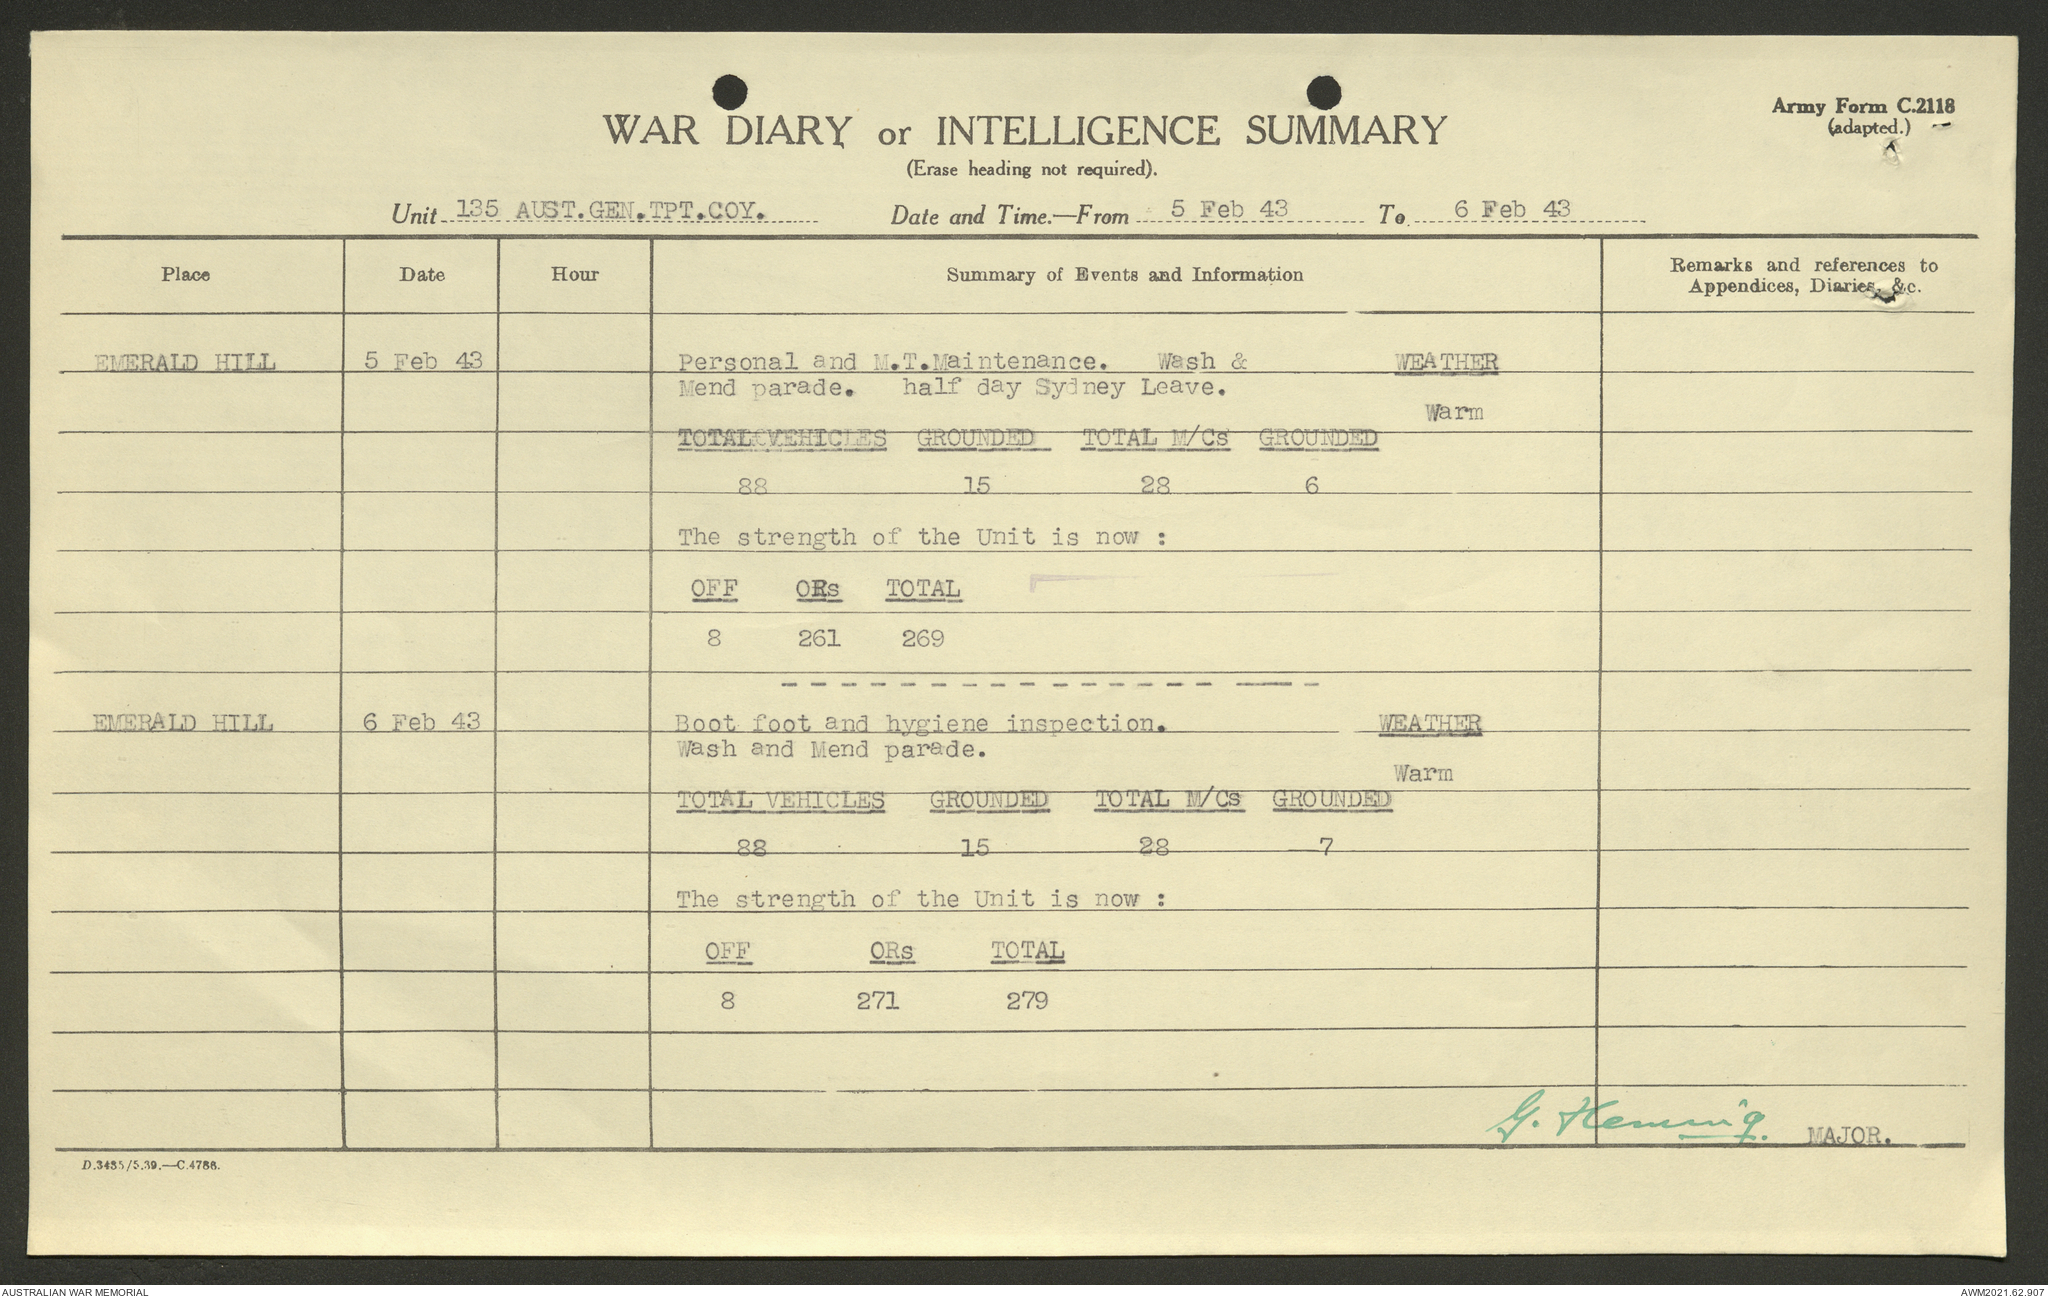 Army Form C.2118
(adapted.)
WAR DIARY or INTELLIGENCE SUMMARY
(Erase heading not required).
Unit 135 AUST.GEN.TPT.COY. Date and Time.—From 5 Feb 43 To 6 Feb 43
Place Date Hour Summary of Events and Information Remarks and references to
Appendices, Diaries, &c.
EMERALD HILL 5 Feb 43 Personal and M.T.Maintenance. Wash & WEATHER
Mend parade. half day Sydney Leave.
Warm
TOTAL VEHICLES GROUNDED TOTAL M/Cs GROUNDED
88 15 28 6
The strength of the Unit is now :
OFF ORs TOTAL
8 261 269
EMERALD HILL 6 Feb 43 Boot foot and hygiene inspection. WEATHER
Wash and Mend parade.
Warm
TOTAL VEHICLES GROUNDED TOTAL M/Cs GROUNDED
88 15 28 7
The strength of the Unit is now :
OFF ORs TOTAL
8 271 279
G. Fleming. MAJOR.
D.3435/5.39.—C.4788.
AUSTRALIAN WAR MEMORIAL AWM2021.62.907